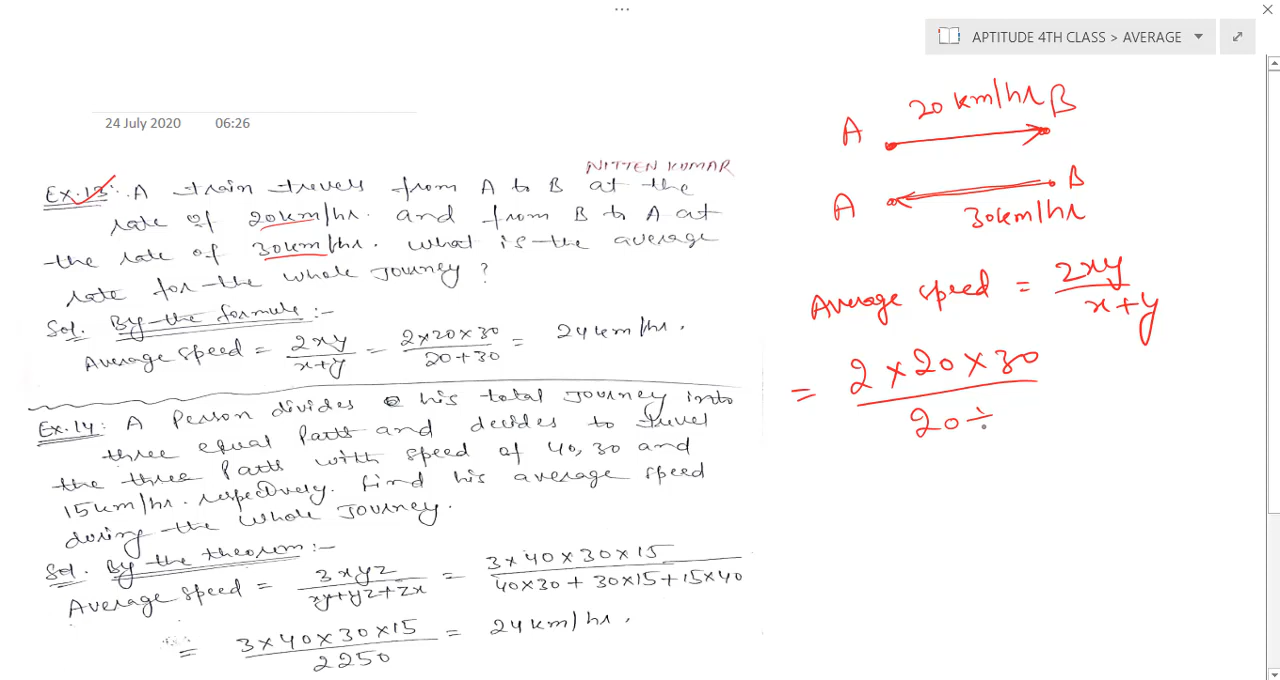 ...
APTITUDE 4TH CLASS > AVERAGE
24 July 2020 06:26
NITTEN KUMAR
Ex.13: A train travels from A to B at the
rate of 20km/hr. and from B to A at
the rate of 30km/hr. what is the average
rate for the whole journey?
Sol. By the formule:-
Average speed = 2xy/x+y = 2×20×30/20+30 = 24km/hr.
Ex.14: A Person divides his total Journey into
three equal Parts and decides to travel
the three Parts with speed of 40,30 and
15km/hr. respectively. find his average speed
during the whole Journey.
Sol. By the theorem:-
Average speed = 3xyz/xy+yz+zx = 3×40×30×15/40×30+30×15+15×40
= 3×40×30×15/2250 = 24km/hr.
20 km/hr
A B
A B
30km/hr
Average speed = 2xy/x+y
= 2×20×30/20÷